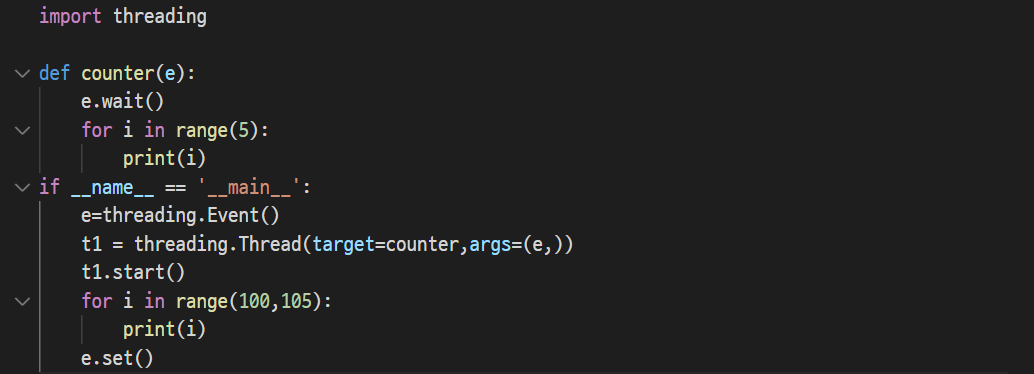 import threading

def counter(e):
    e.wait()
    for i in range(5):
        print(i)
if __name__ == '__main__':
    e=threading.Event()
    t1 = threading.Thread(target=counter,args=(e,))
    t1.start()
    for i in range(100,105):
        print(i)
    e.set()